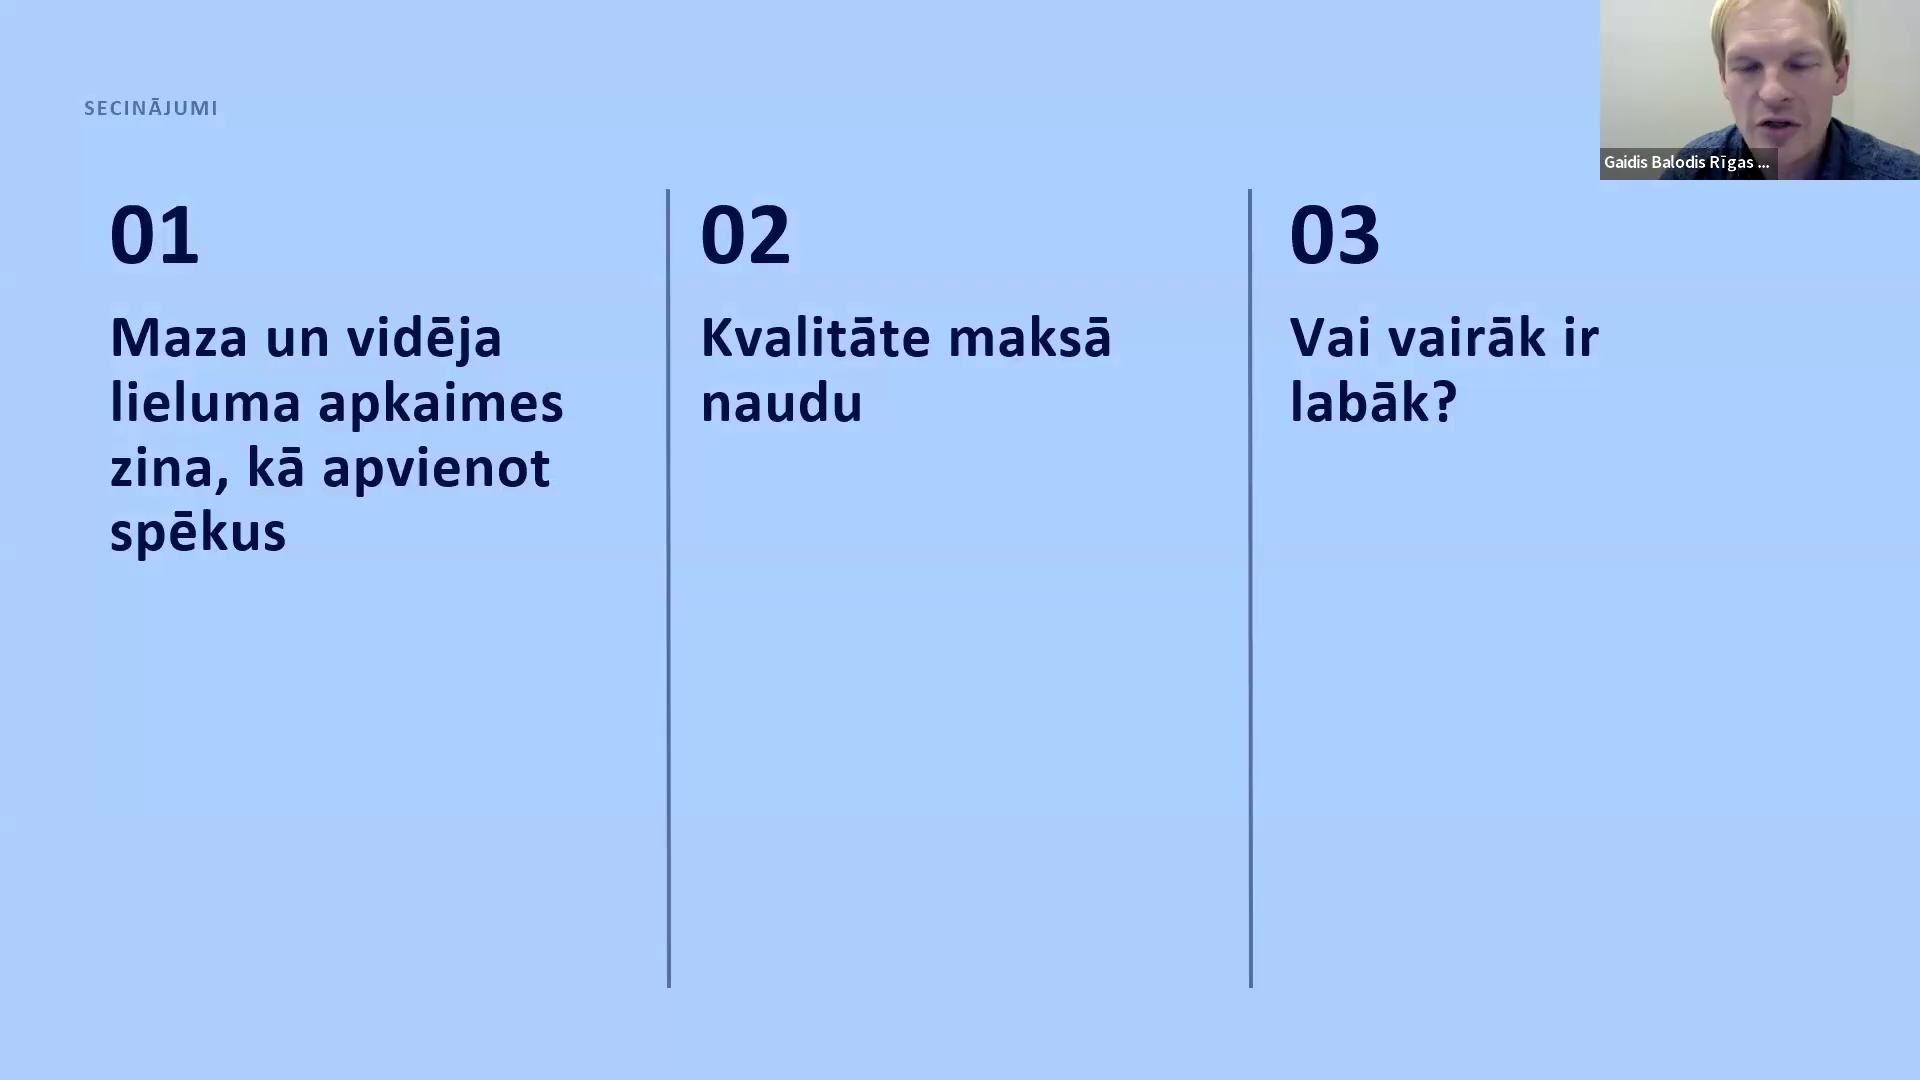 SECINĀJUMI
Gaidis Balodis Rīgas ...
01
Maza un vidēja
lieluma apkaimes
zina, kā apvienot
spēkus
02
Kvalitāte maksā
naudu
03
Vai vairāk ir
labāk?